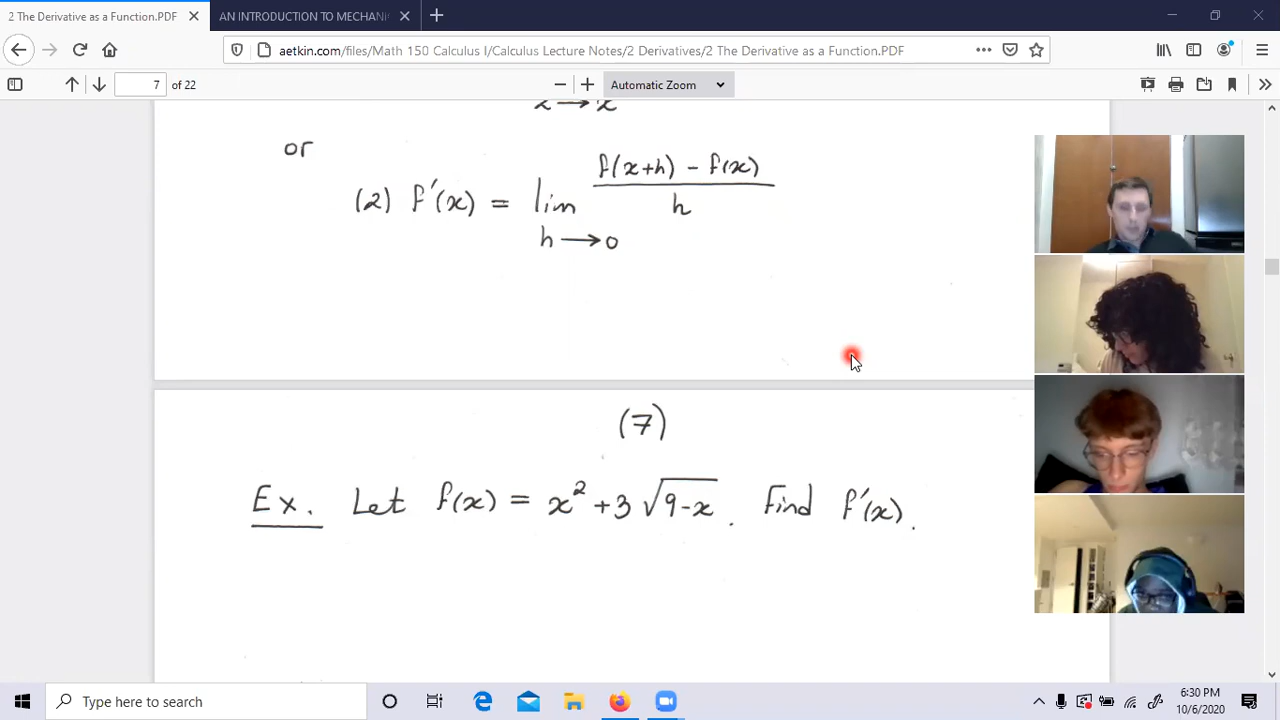 2 The Derivative as a Function.PDF
AN INTRODUCTION TO MECHANI
aetkin.com/files/Math 150 Calculus I/Calculus Lecture Notes/2 Derivatives/2 The Derivative as a Function.PDF
7 of 22
Automatic Zoom
or
(2) f'(x) = lim f(x+h) - f(x) / h
h → 0
(7)
Ex. Let f(x) = x² + 3 √9-x . Find f'(x).
Type here to search
6:30 PM
10/6/2020